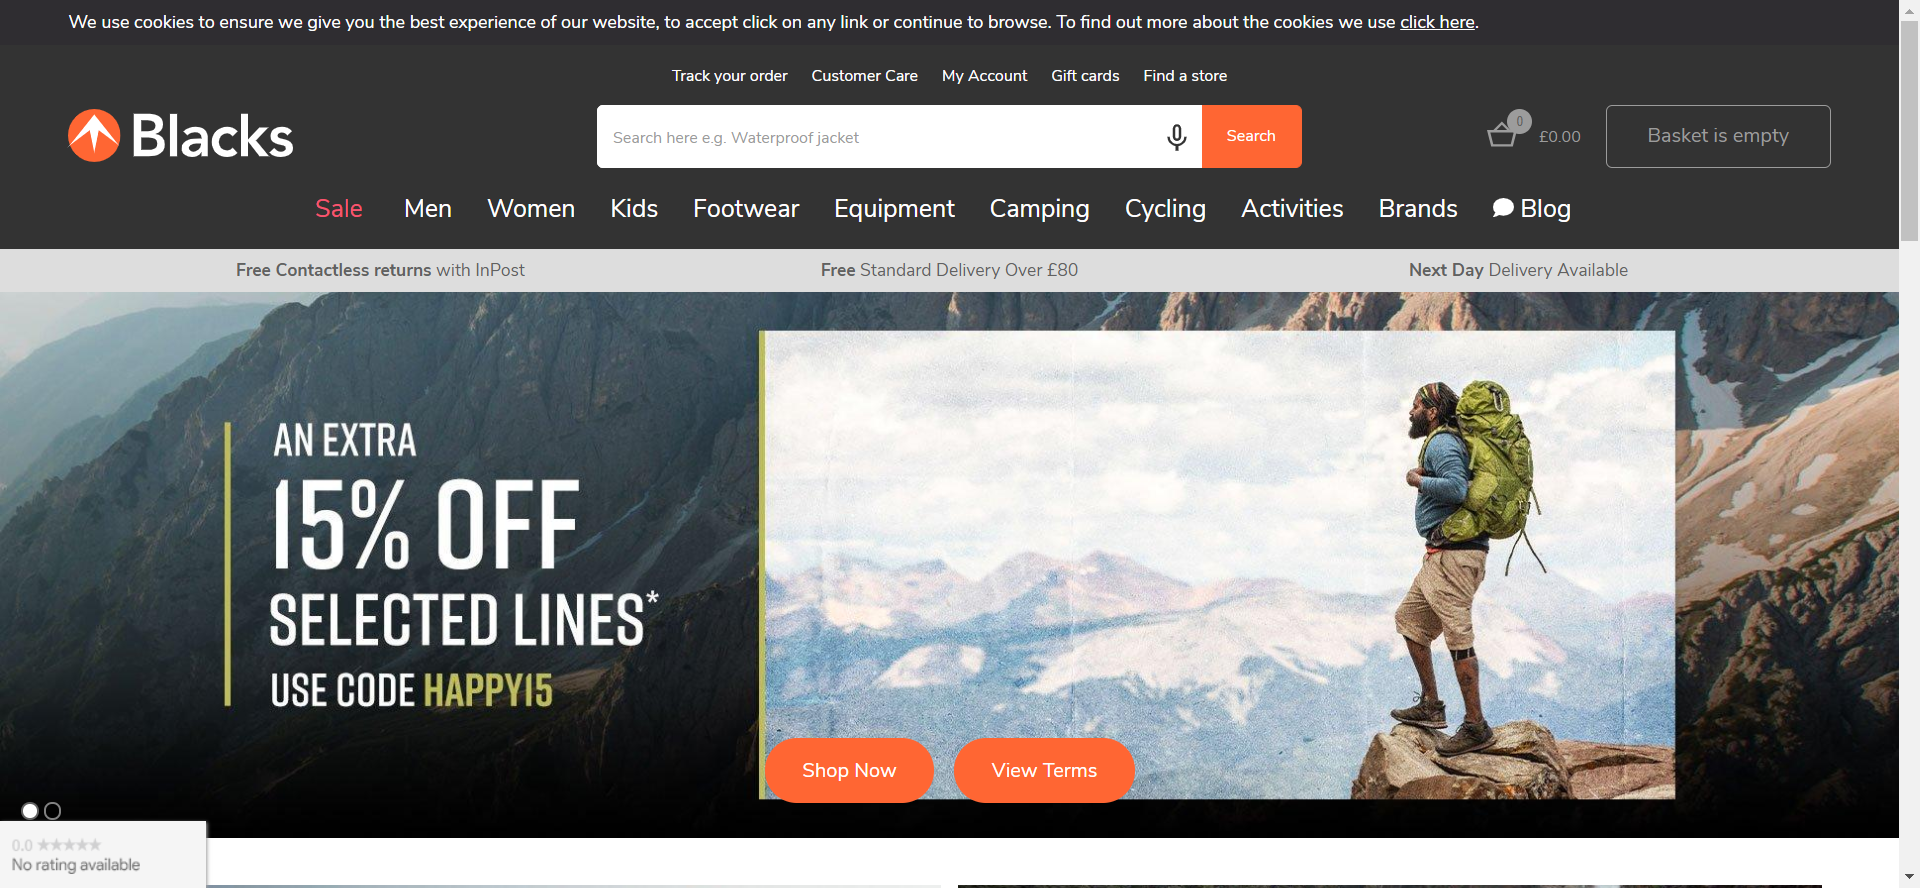 We use cookies to ensure we give you the best experience of our website, to accept click on any link or continue to browse. To find out more about the cookies we use click here.
Track your order Customer Care My Account Gift cards Find a store
Blacks
Search here e.g. Waterproof jacket
Search
0
£0.00
Basket is empty
Sale Men Women Kids Footwear Equipment Camping Cycling Activities Brands Blog
Free Contactless returns with InPost
Free Standard Delivery Over £80
Next Day Delivery Available
AN EXTRA
15% OFF
SELECTED LINES*
USE CODE HAPPY15
Shop Now
View Terms
0.0 ★★★★★
No rating available